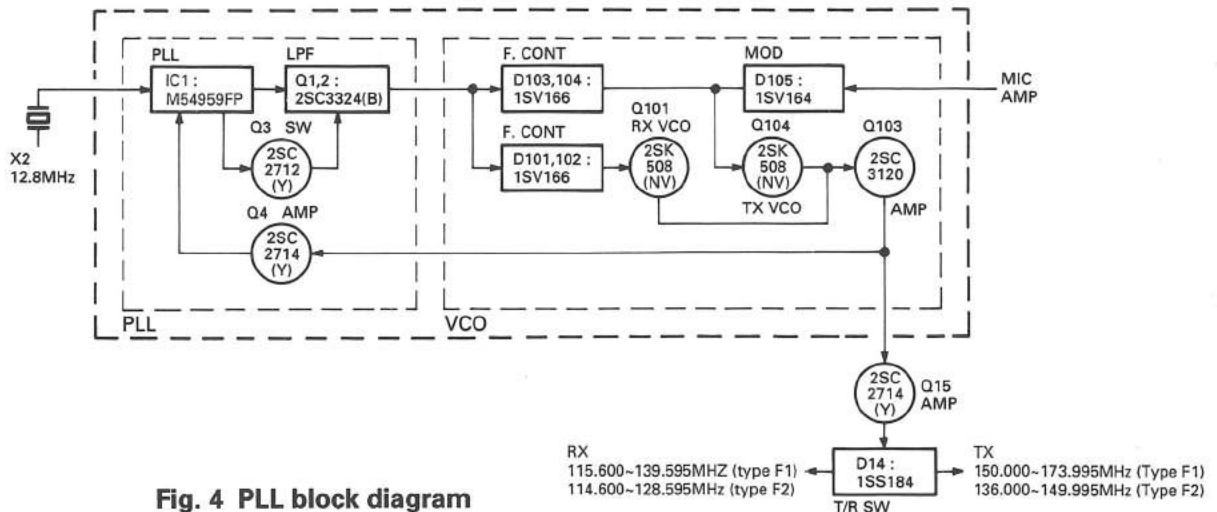 PLL
IC1 :
M54959FP
LPF
Q1,2 :
2SC3324(B)
Q3 SW
2SC
2712
(Y)
Q4 AMP
2SC
2714
(Y)
X2
12.8MHz
PLL
F. CONT
D103,104 :
1SV166
F. CONT
D101,102 :
1SV166
Q101
RX VCO
2SK
508
(NV)
MOD
D105 :
1SV164
Q104
2SK
508
(NV)
TX VCO
Q103
2SC
3120
AMP
MIC
AMP
VCO
2SC
2714
(Y)
Q15
AMP
RX
115.600~139.595MHZ (type F1)
114.600~128.595MHz (type F2)
D14 :
1SS184
T/R SW
TX
150.000~173.995MHz (Type F1)
136.000~149.995MHz (Type F2)
Fig. 4 PLL block diagram